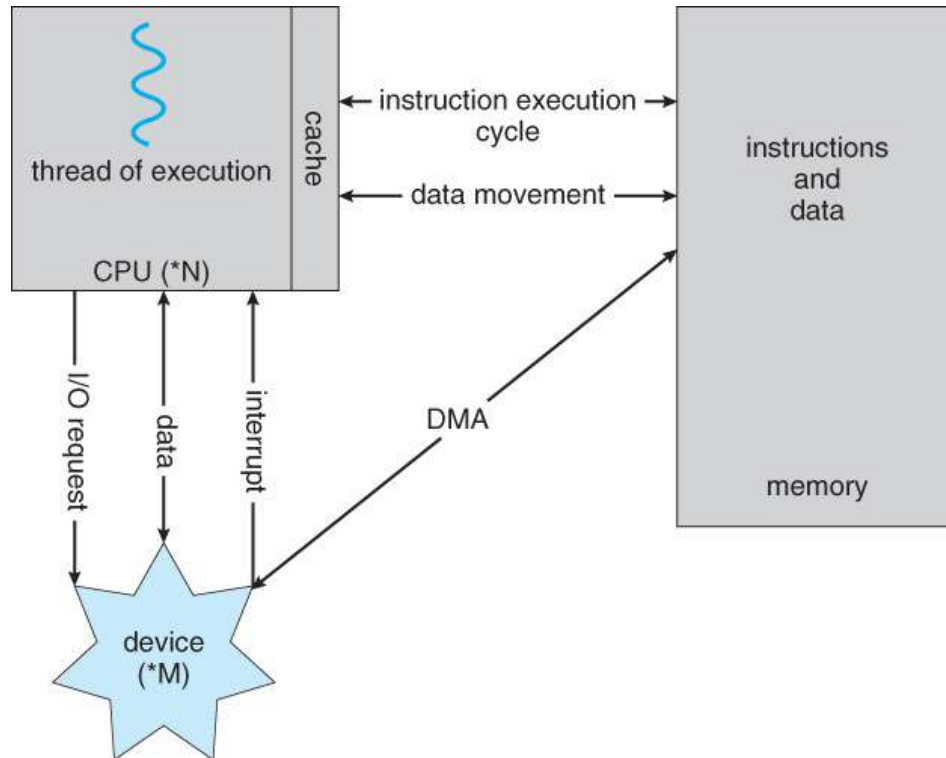 thread of execution
CPU (*N)
cache
instruction execution
cycle
data movement
instructions
and
data
memory
I/O request
data
interrupt
DMA
device
(*M)